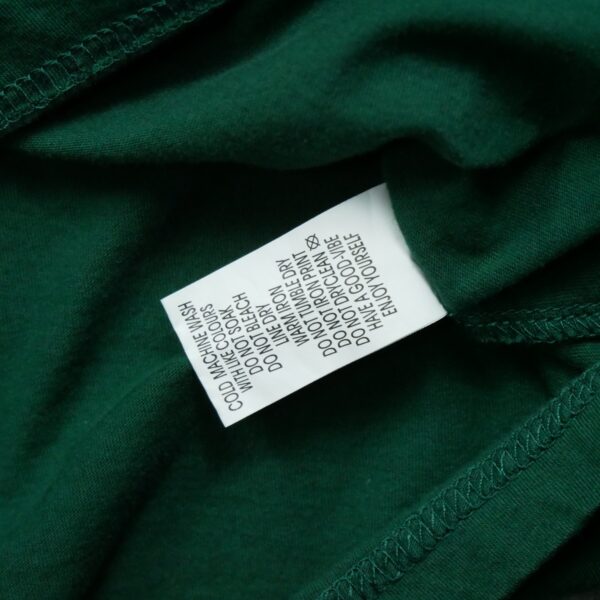 COLD MACHINE WASH
WITH LIKE COLOURS
DO NOT SOAK
DO NOT BLEACH
LINE DRY
WARM IRON
DO NOT TUMBLE DRY
DO NOT IRON PRINT
DO NOT DRYCLEAN
HAVE A GOOD-VIBE
ENJOY YOURSELF